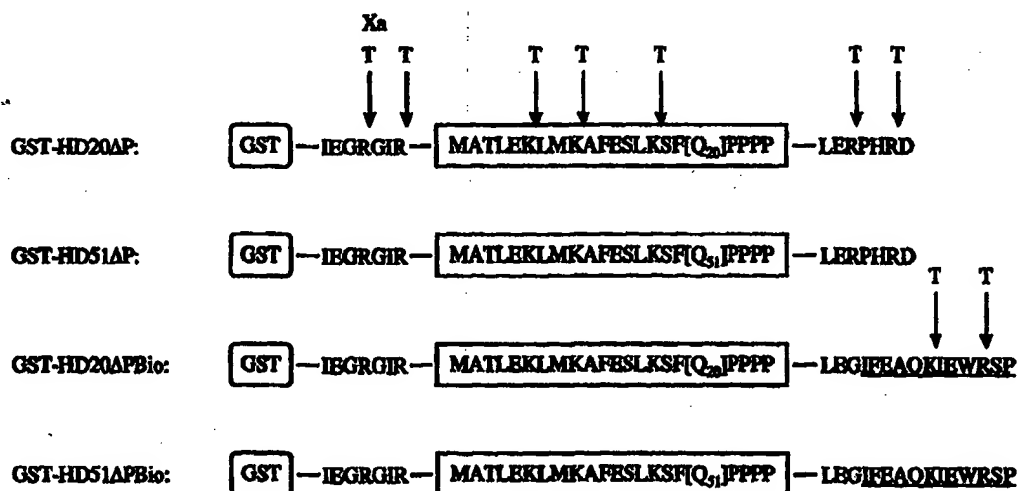 Xa
T T T T T T T
GST-HD20ΔP: GST IEGRGIR MATLEKLMKAFESLKSF[Q20]PPPP LERPHRD
GST-HD51ΔP: GST IEGRGIR MATLEKLMKAFESLKSF[Q51]PPPP LERPHRD
T T
GST-HD20ΔPBio: GST IEGRGIR MATLEKLMKAFESLKSF[Q20]PPPP LEGIFEAQKIEWRSP
GST-HD51ΔPBio: GST IEGRGIR MATLEKLMKAFESLKSF[Q51]PPPP LEGIFEAQKIEWRSP